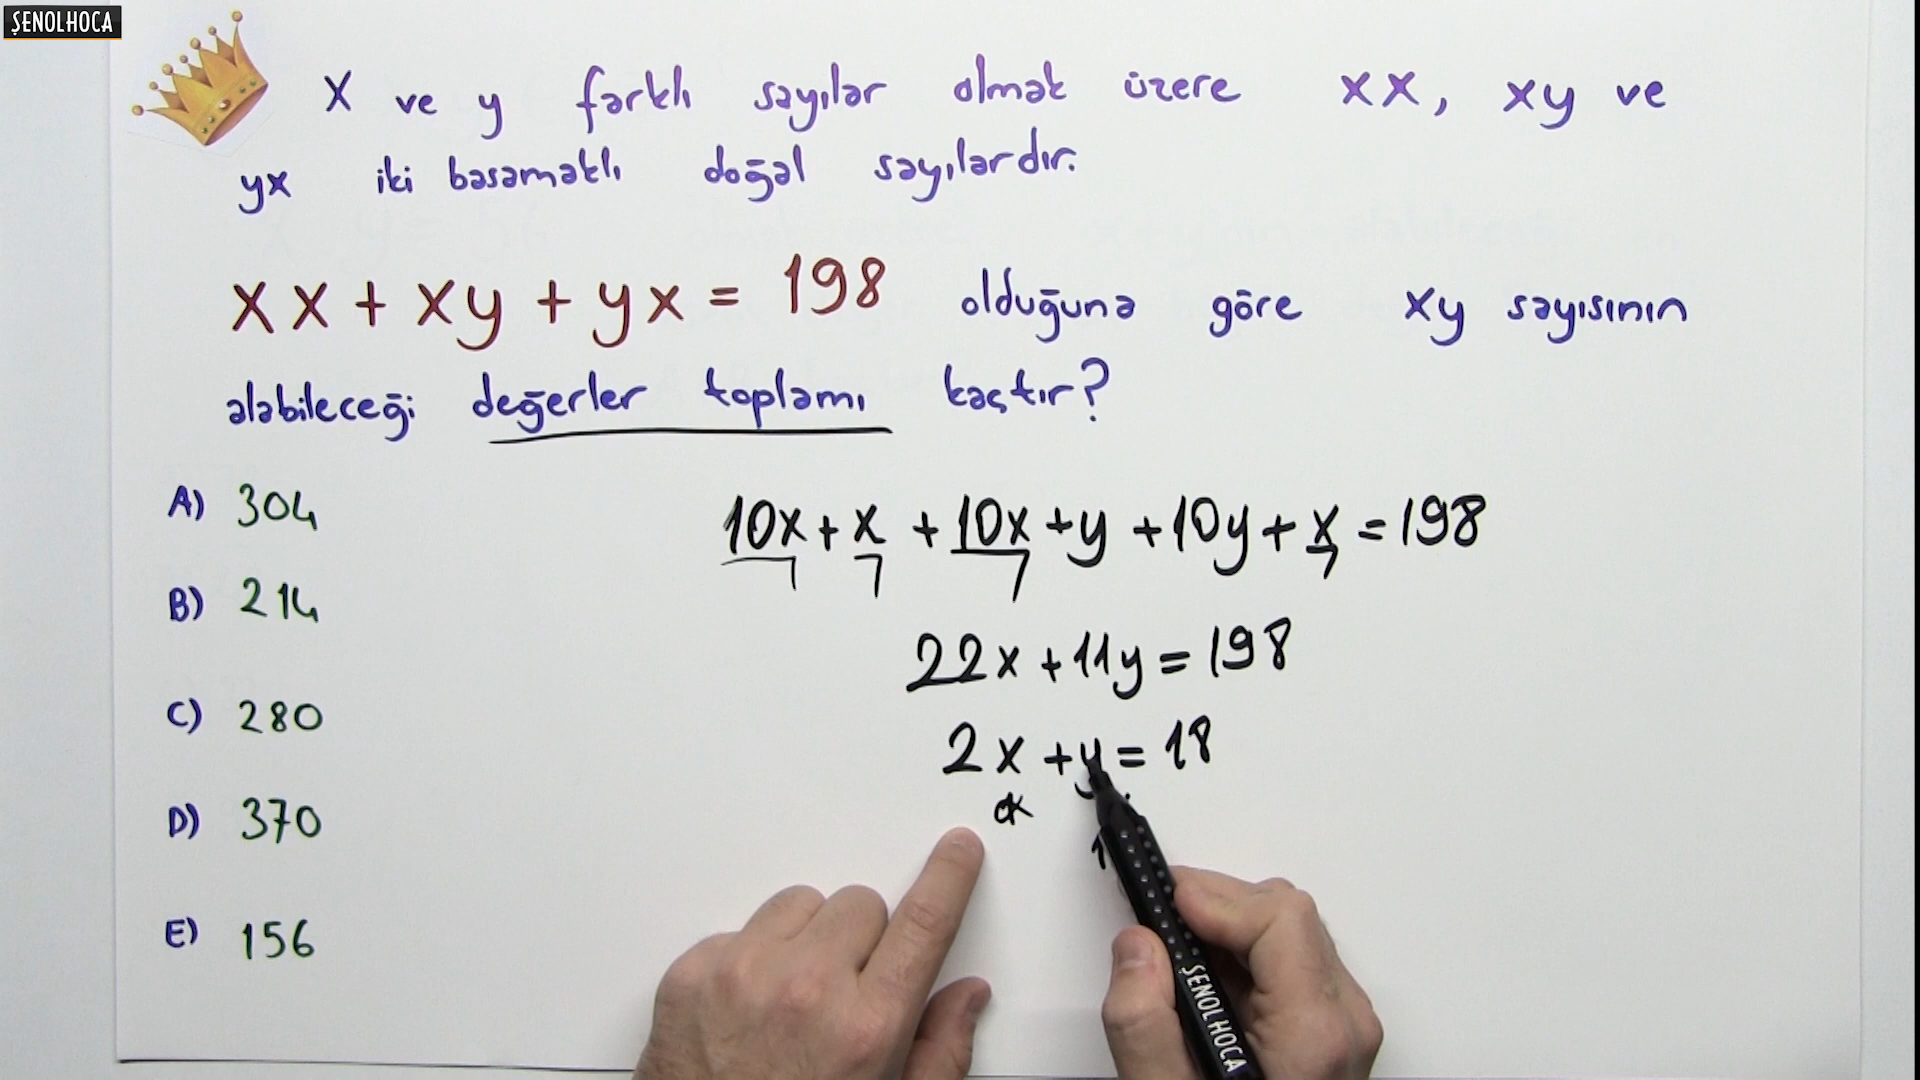 ŞENOLHOCA
x ve y farklı sayılar olmak üzere xx, xy ve
yx iki basamaklı doğal sayılardır.
xx + xy + yx = 198 olduğuna göre xy sayısının
alabileceği değerler toplamı kaçtır?
A) 304
B) 214
C) 280
D) 370
E) 156
10x + x + 10x + y + 10y + x = 198
22x + 11y = 198
2x + y = 18
ŞENOLHOCA